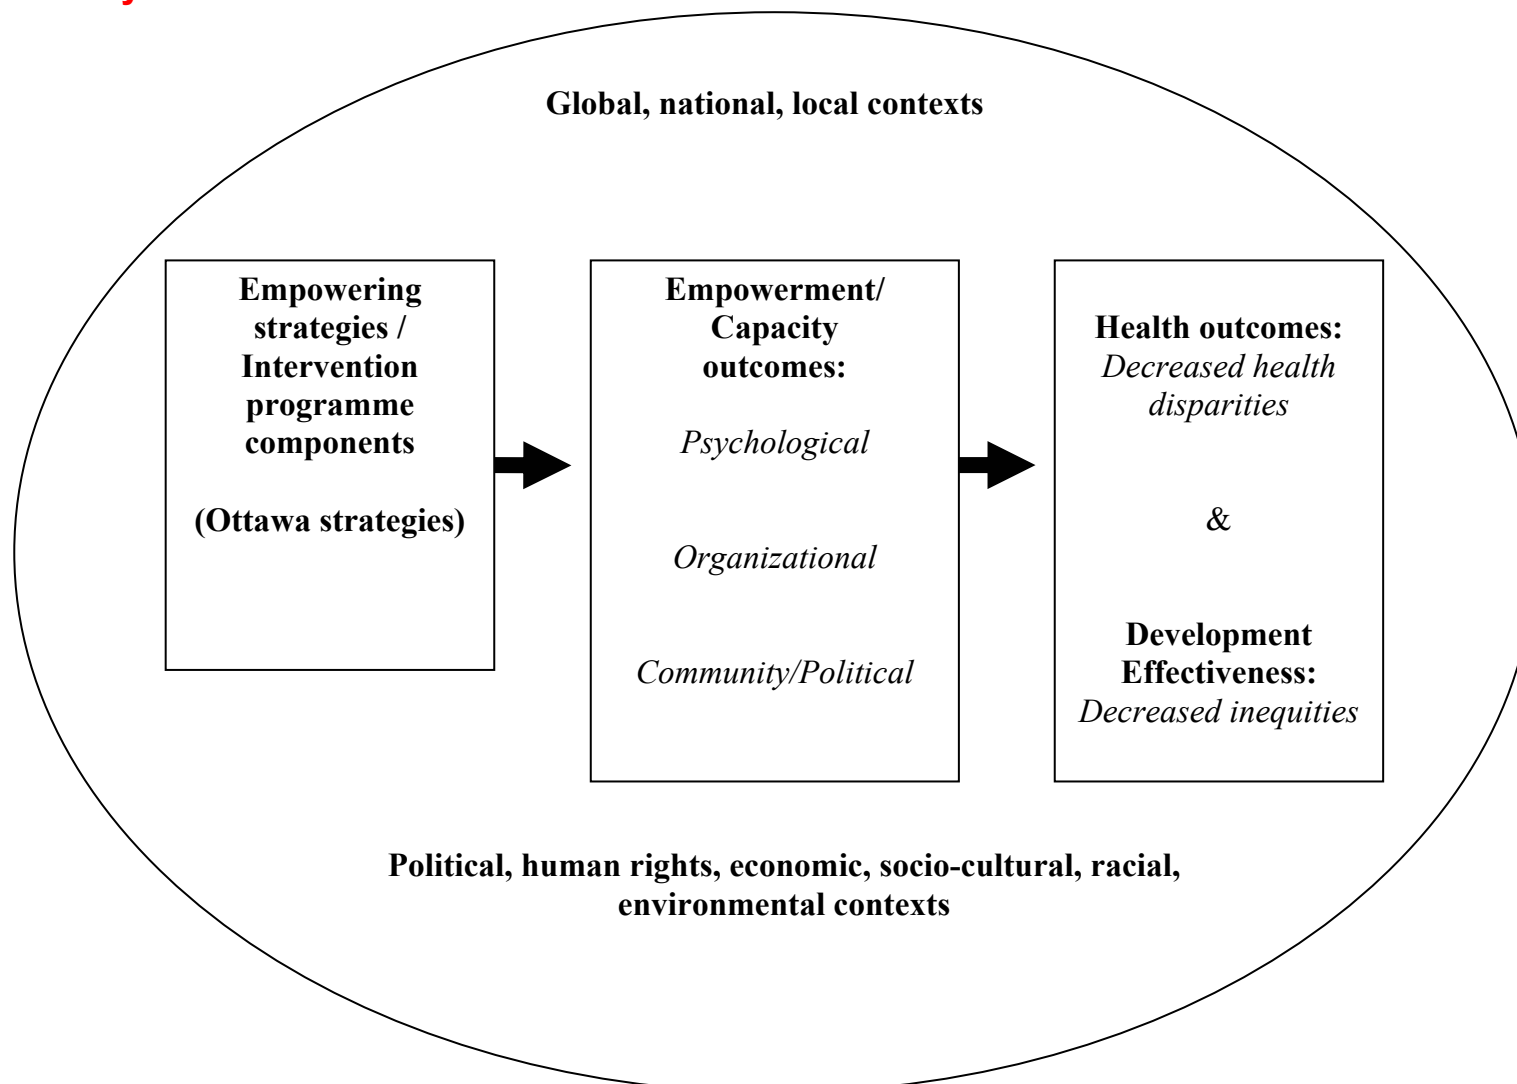 Global, national, local contexts
Empowering
strategies /
Intervention
programme
components
(Ottawa strategies)
Empowerment/
Capacity
outcomes:
Psychological
Organizational
Community/Political
Health outcomes:
Decreased health
disparities
&
Development
Effectiveness:
Decreased inequities
Political, human rights, economic, socio-cultural, racial,
environmental contexts